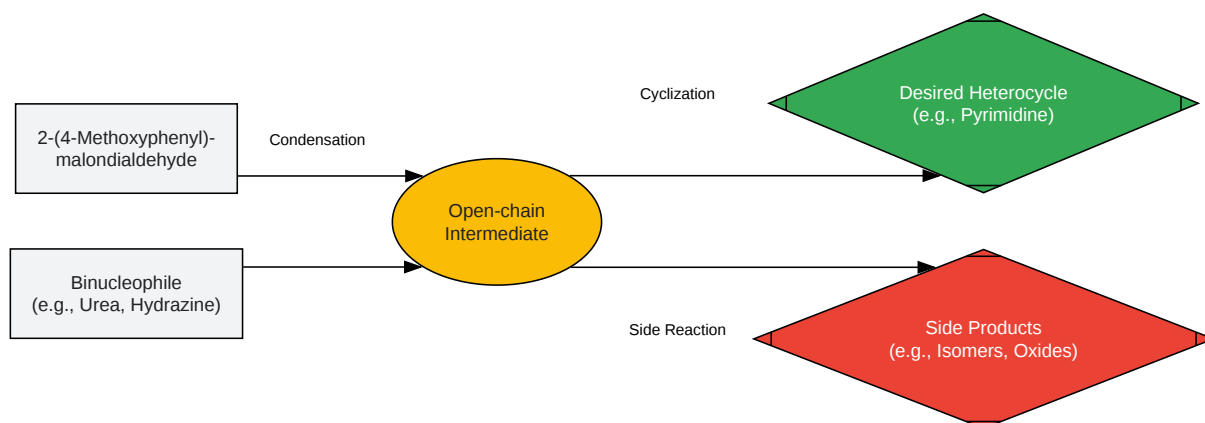 2-(4-Methoxyphenyl)-
malondialdehyde
Condensation
Binucleophile
(e.g., Urea, Hydrazine)
Open-chain
Intermediate
Cyclization
Desired Heterocycle
(e.g., Pyrimidine)
Side Reaction
Side Products
(e.g., Isomers, Oxides)